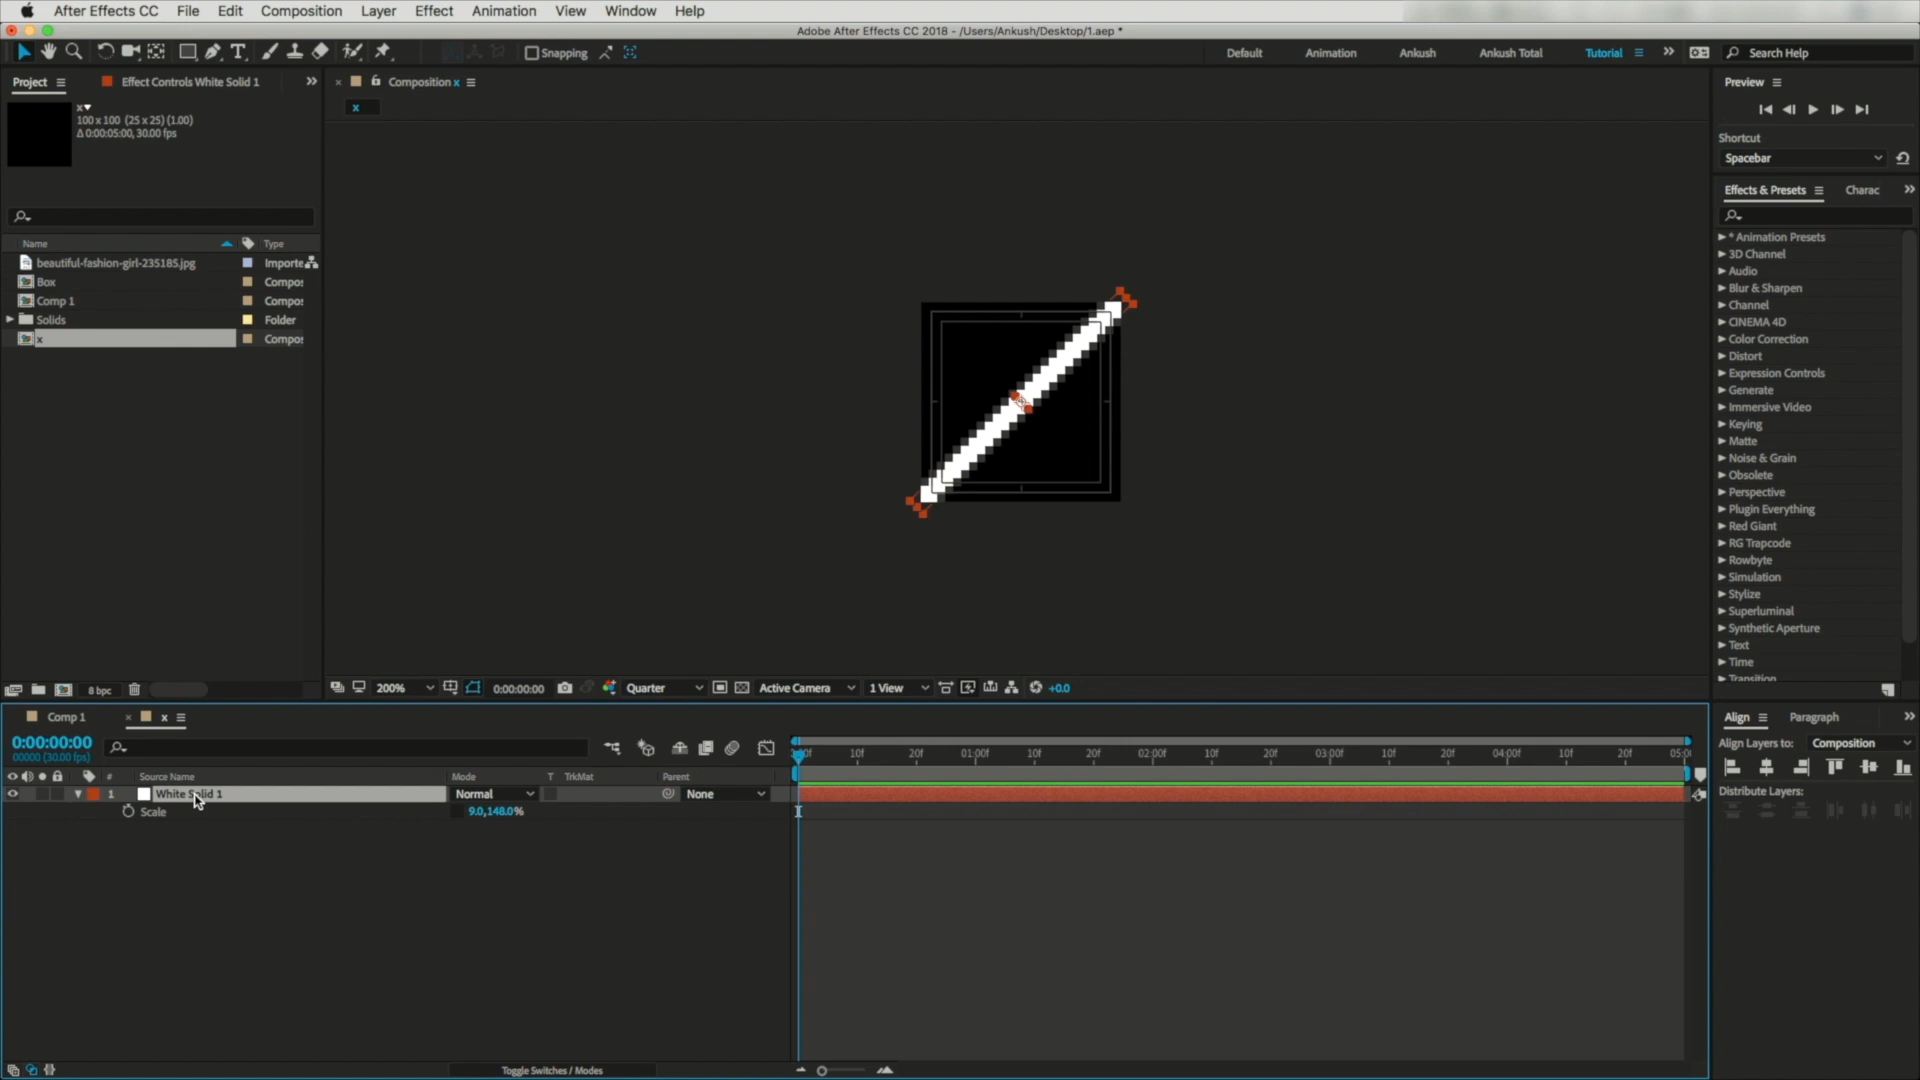 After Effects CC File Edit Composition Layer Effect Animation View Window Help
Adobe After Effects CC 2018 - /Users/Ankush/Desktop/1.aep *
Snapping Default Animation Ankush Ankush Total Tutorial Search Help
Project Effect Controls White Solid 1
x
100 x 100 (25 x 25) (1.00)
Δ 0:00:05:00, 30.00 fps
Name Type
beautiful-fashion-girl-235185.jpg Importe
Box Compos
Comp 1 Compos
Solids Folder
x Compos
8 bpc
Composition x
x
200% 0:00:00:00 Quarter Active Camera 1 View +0.0
Preview
Shortcut
Spacebar
Effects & Presets Charac
* Animation Presets
3D Channel
Audio
Blur & Sharpen
Channel
CINEMA 4D
Color Correction
Distort
Expression Controls
Generate
Immersive Video
Keying
Matte
Noise & Grain
Obsolete
Perspective
Plugin Everything
Red Giant
RG Trapcode
Rowbyte
Simulation
Stylize
Superluminal
Synthetic Aperture
Text
Time
Transition
Comp 1 x
0:00:00:00
00000 (30.00 fps)
# Source Name Mode T TrkMat Parent
1 White Solid 1 Normal None
Scale 9.0,148.0%
10f 20f 01:00f 10f 20f 02:00f 10f 20f 03:00f 10f 20f 04:00f 10f 20f
Toggle Switches / Modes
Align Paragraph
Align Layers to: Composition
Distribute Layers: